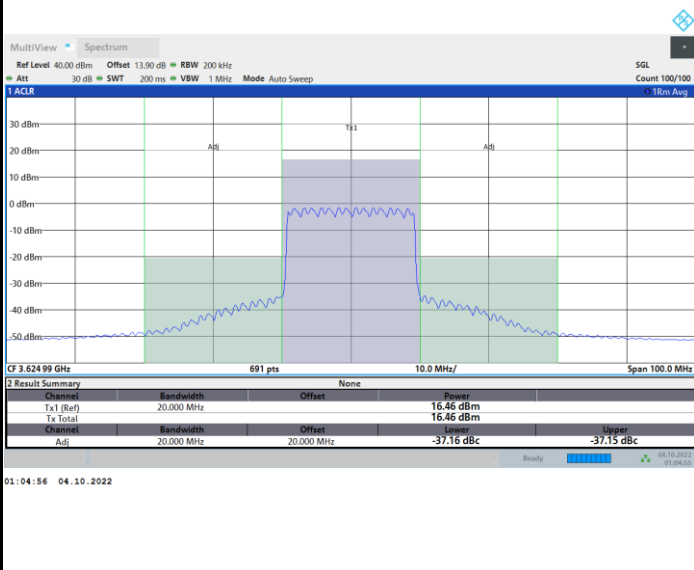 MultiView Spectrum
Ref Level 40.00 dBm Offset 13.90 dB RBW 200 kHz SGL
Att 30 dB SWT 200 ms VBW 1 MHz Mode Auto Sweep Count 100/100
1 ACLR 1Rm Avg
30 dBm
Tx1
20 dBm Adj Adj
10 dBm
0 dBm
-10 dBm
-20 dBm
-30 dBm
-40 dBm
-50 dBm
CF 3.624 99 GHz 691 pts 10.0 MHz/ Span 100.0 MHz
2 Result Summary None
Channel Bandwidth Offset Power
Tx1 (Ref) 20.000 MHz 16.46 dBm
Tx Total 16.46 dBm
Channel Bandwidth Offset Lower Upper
Adj 20.000 MHz 20.000 MHz -37.16 dBc -37.15 dBc
Ready 04.10.2022
01:04:55
01:04:56 04.10.2022